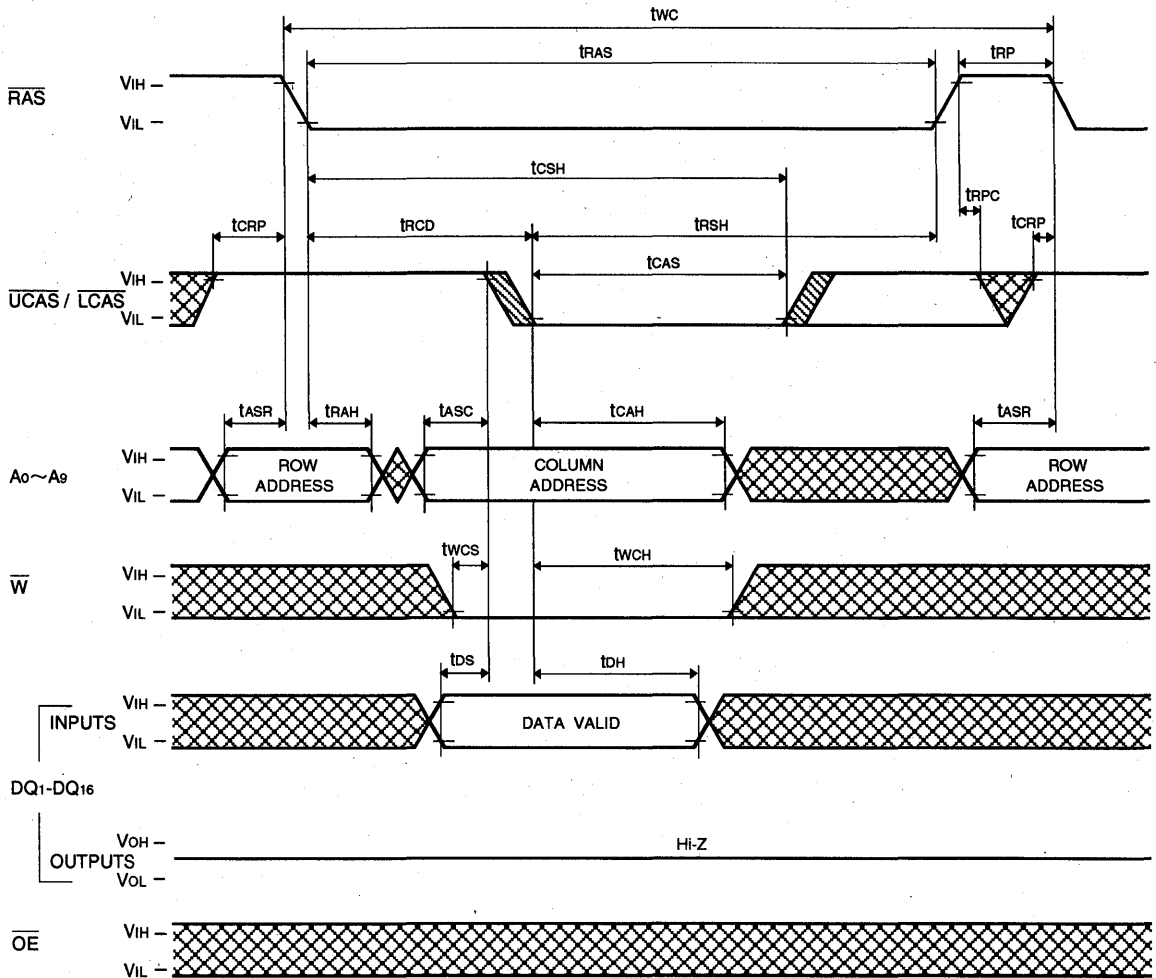 tWC
tRAS
tRP
RAS
VIH
VIL
tCSH
tRPC
tCRP
tRCD
tRSH
tCRP
tCAS
UCAS / LCAS
VIH
VIL
tASR
tRAH
tASC
tCAH
tASR
A0~A9
VIH
VIL
ROW
ADDRESS
COLUMN
ADDRESS
ROW
ADDRESS
tWCS
tWCH
W
VIH
VIL
tDS
tDH
INPUTS
VIH
VIL
DATA VALID
DQ1-DQ16
OUTPUTS
VOH
VOL
Hi-Z
OE
VIH
VIL